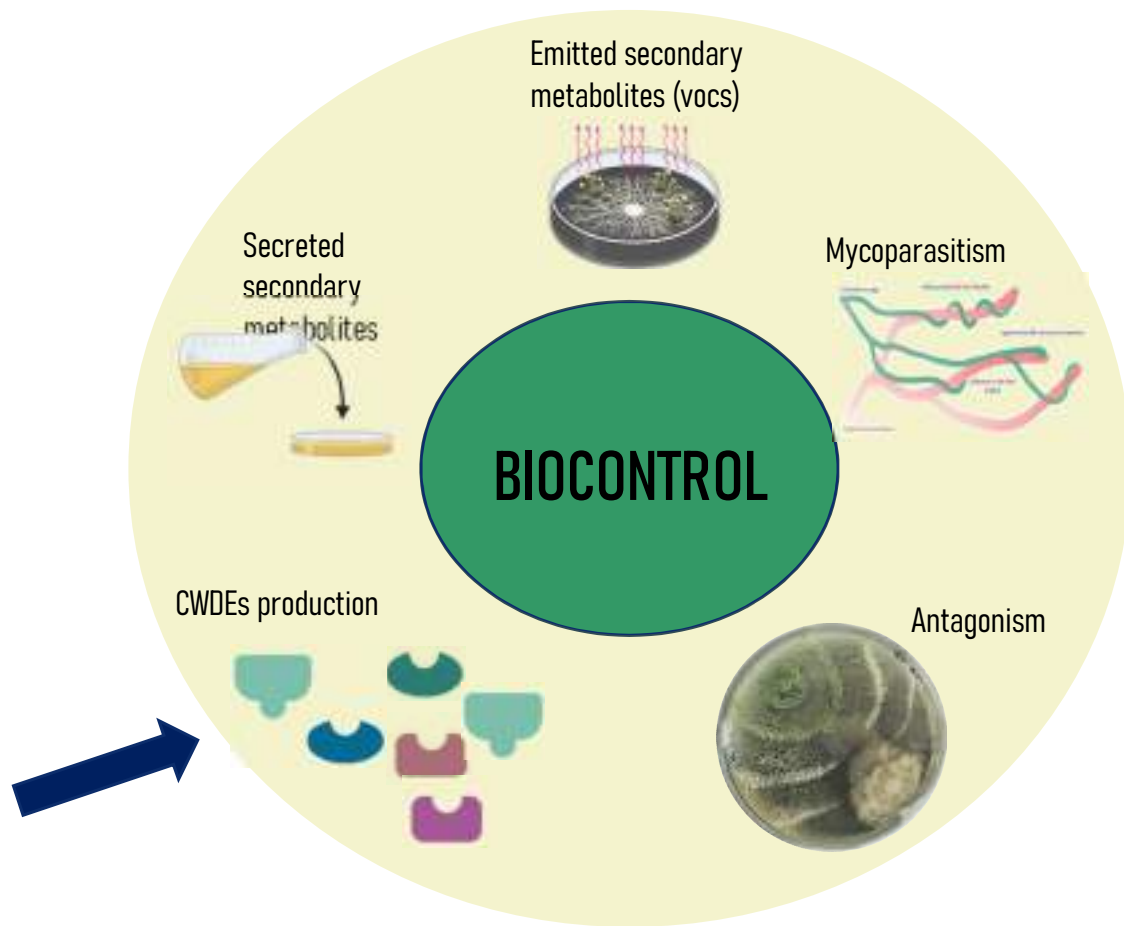 Emitted secondary
metabolites (vocs)
Secreted
secondary
metabolites
Mycoparasitism
BIOCONTROL
CWDEs production
Antagonism